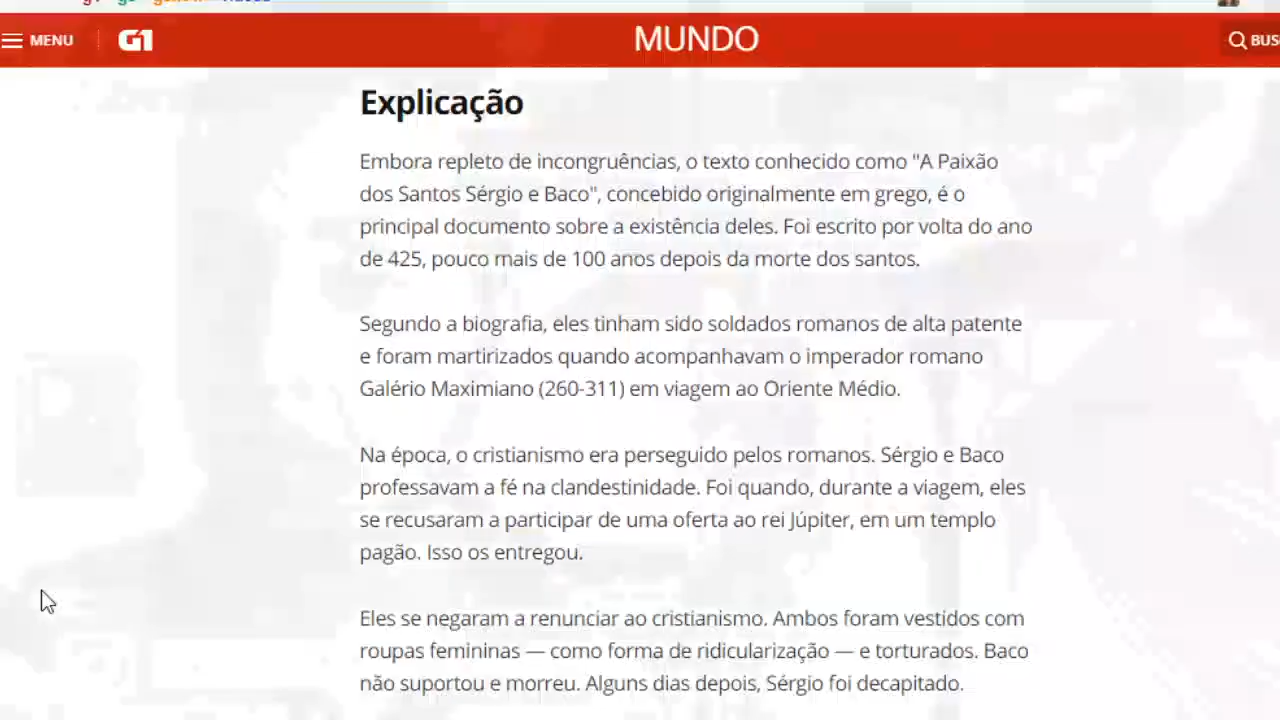 MENU
G1
MUNDO
BUS
Explicação
Embora repleto de incongruências, o texto conhecido como "A Paixão
dos Santos Sérgio e Baco", concebido originalmente em grego, é o
principal documento sobre a existência deles. Foi escrito por volta do ano
de 425, pouco mais de 100 anos depois da morte dos santos.
Segundo a biografia, eles tinham sido soldados romanos de alta patente
e foram martirizados quando acompanhavam o imperador romano
Galério Maximiano (260-311) em viagem ao Oriente Médio.
Na época, o cristianismo era perseguido pelos romanos. Sérgio e Baco
professavam a fé na clandestinidade. Foi quando, durante a viagem, eles
se recusaram a participar de uma oferta ao rei Júpiter, em um templo
pagão. Isso os entregou.
Eles se negaram a renunciar ao cristianismo. Ambos foram vestidos com
roupas femininas — como forma de ridicularização — e torturados. Baco
não suportou e morreu. Alguns dias depois, Sérgio foi decapitado.